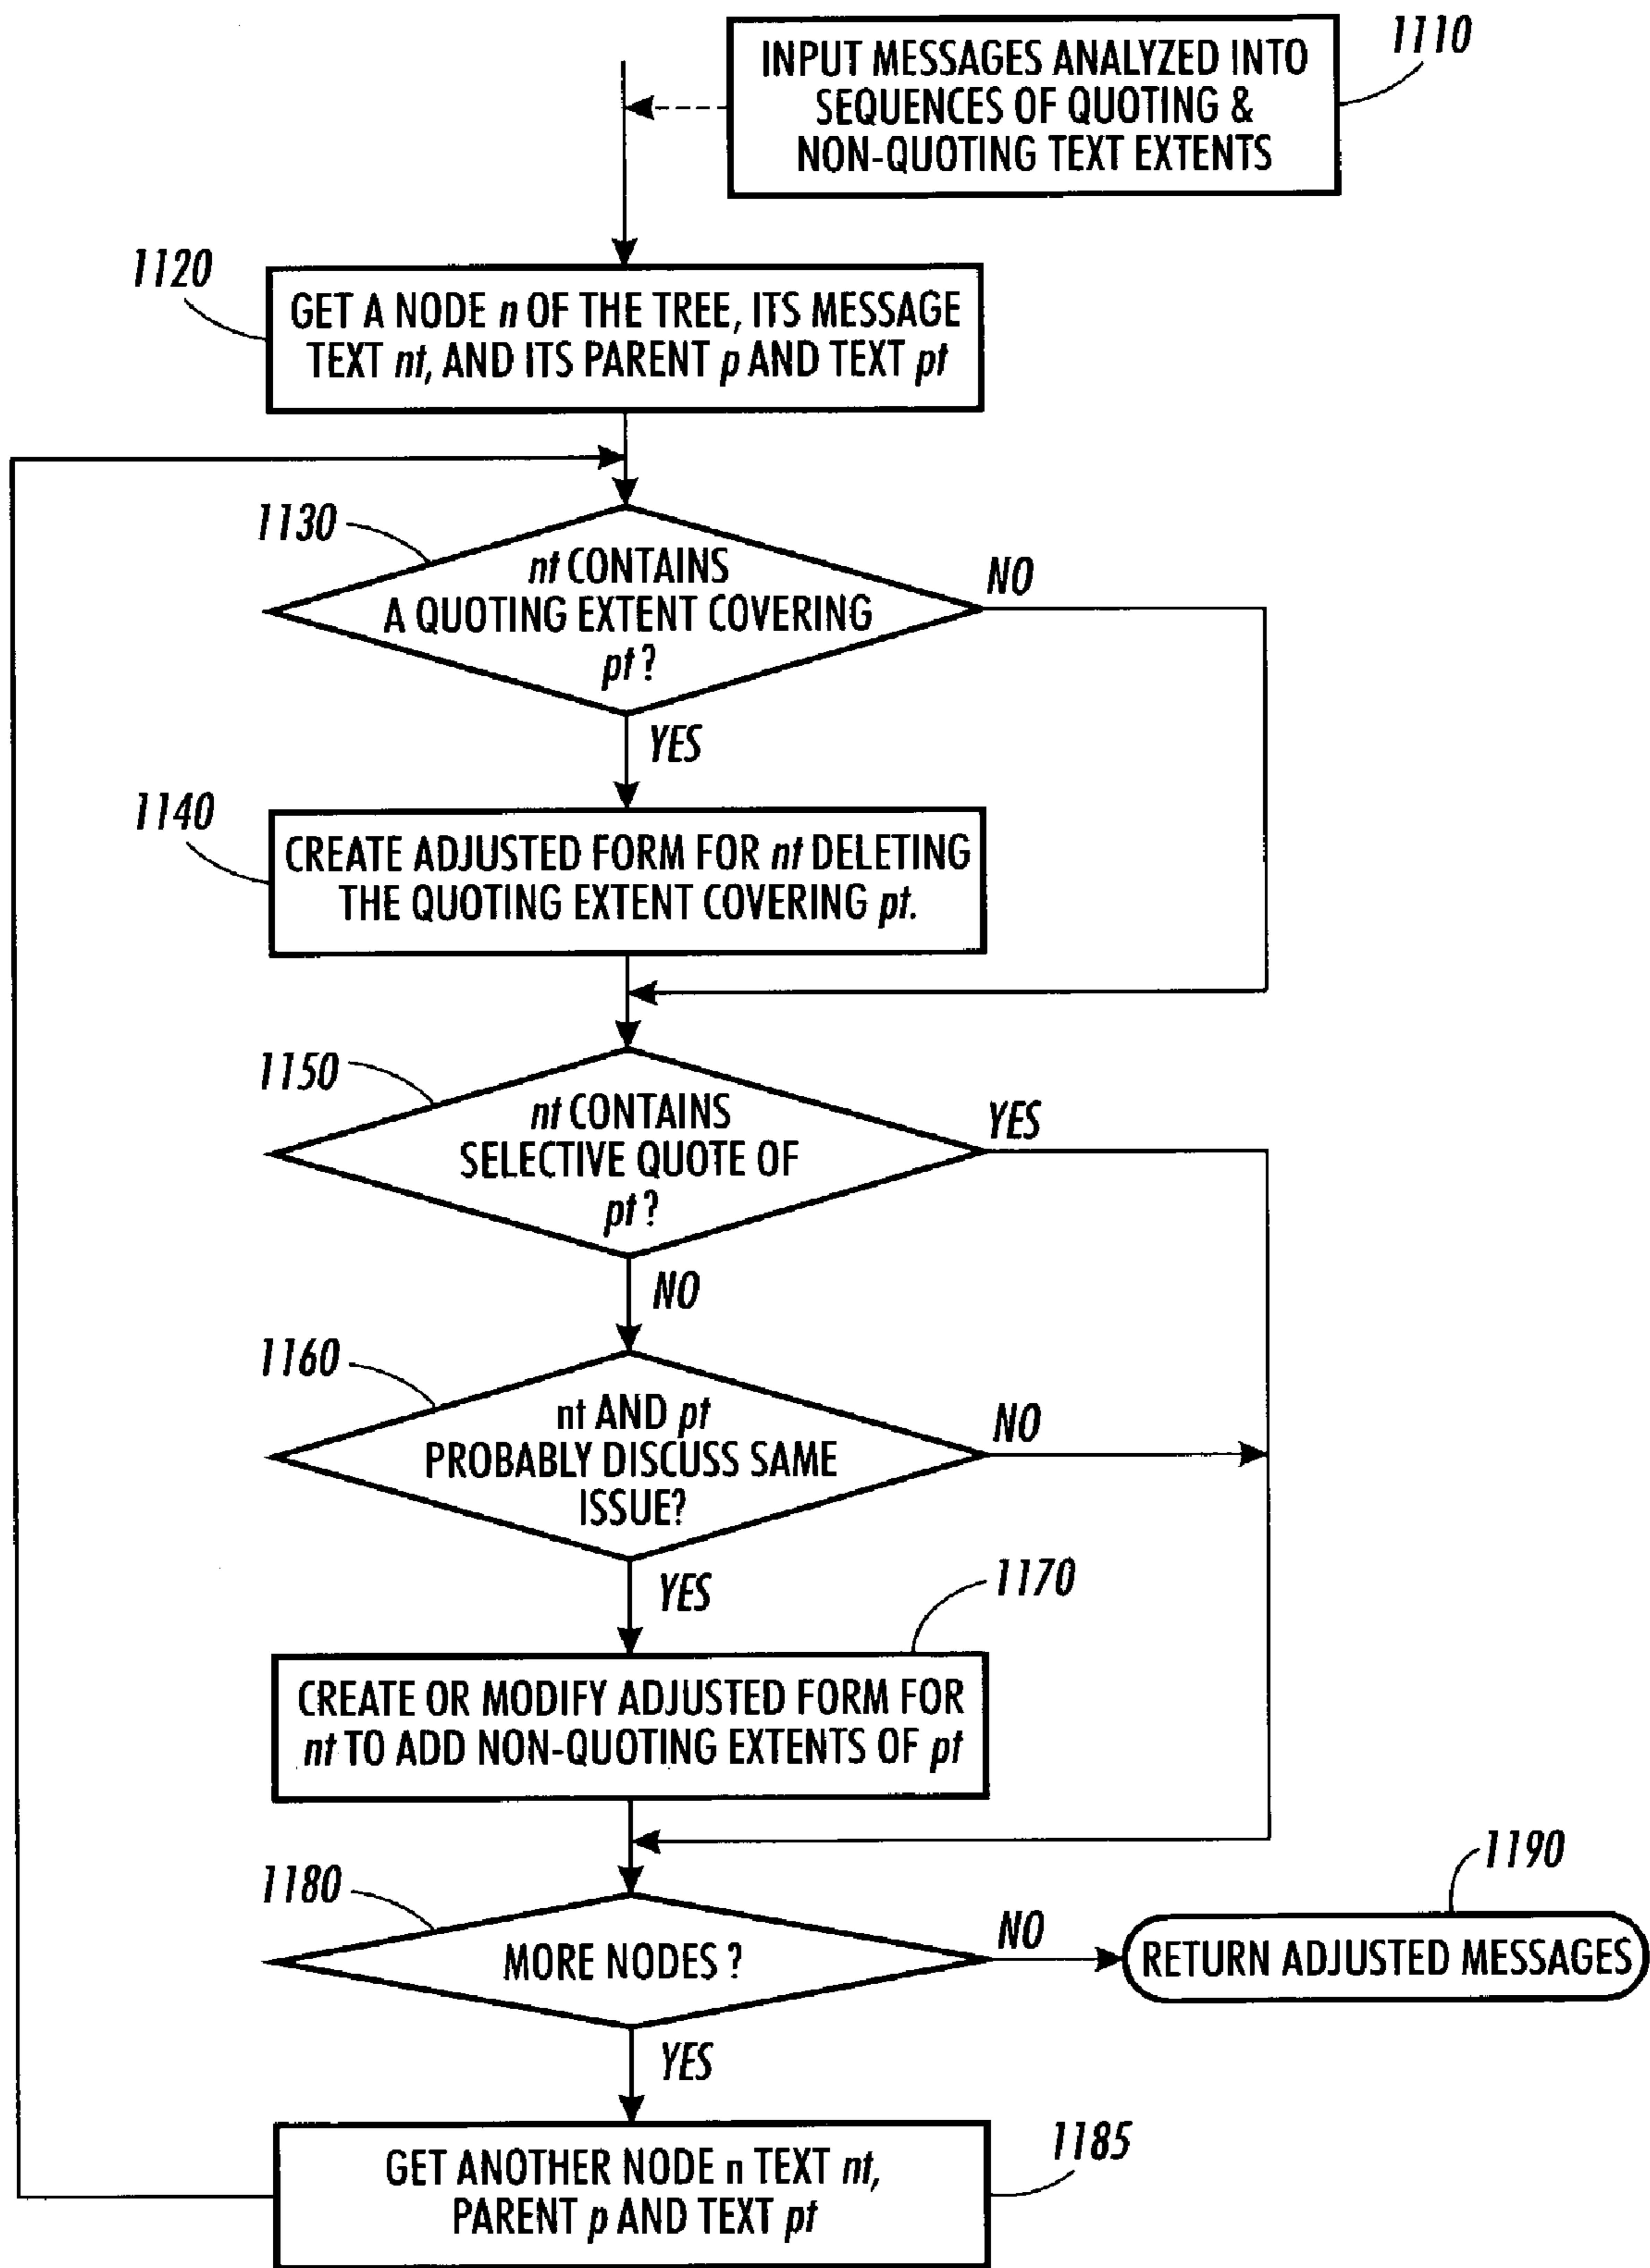 1110
INPUT MESSAGES ANALYZED INTO
SEQUENCES OF QUOTING &
NON-QUOTING TEXT EXTENTS
1120
GET A NODE n OF THE TREE, ITS MESSAGE
TEXT nt, AND ITS PARENT p AND TEXT pt
1130
nt CONTAINS
A QUOTING EXTENT COVERING
pt?
NO
YES
1140
CREATE ADJUSTED FORM FOR nt DELETING
THE QUOTING EXTENT COVERING pt.
1150
nt CONTAINS
SELECTIVE QUOTE OF
pt?
YES
NO
1160
nt AND pt
PROBABLY DISCUSS SAME
ISSUE?
NO
YES
1170
CREATE OR MODIFY ADJUSTED FORM FOR
nt TO ADD NON-QUOTING EXTENTS OF pt
1180
MORE NODES?
NO
1190
RETURN ADJUSTED MESSAGES
YES
1185
GET ANOTHER NODE n TEXT nt,
PARENT p AND TEXT pt